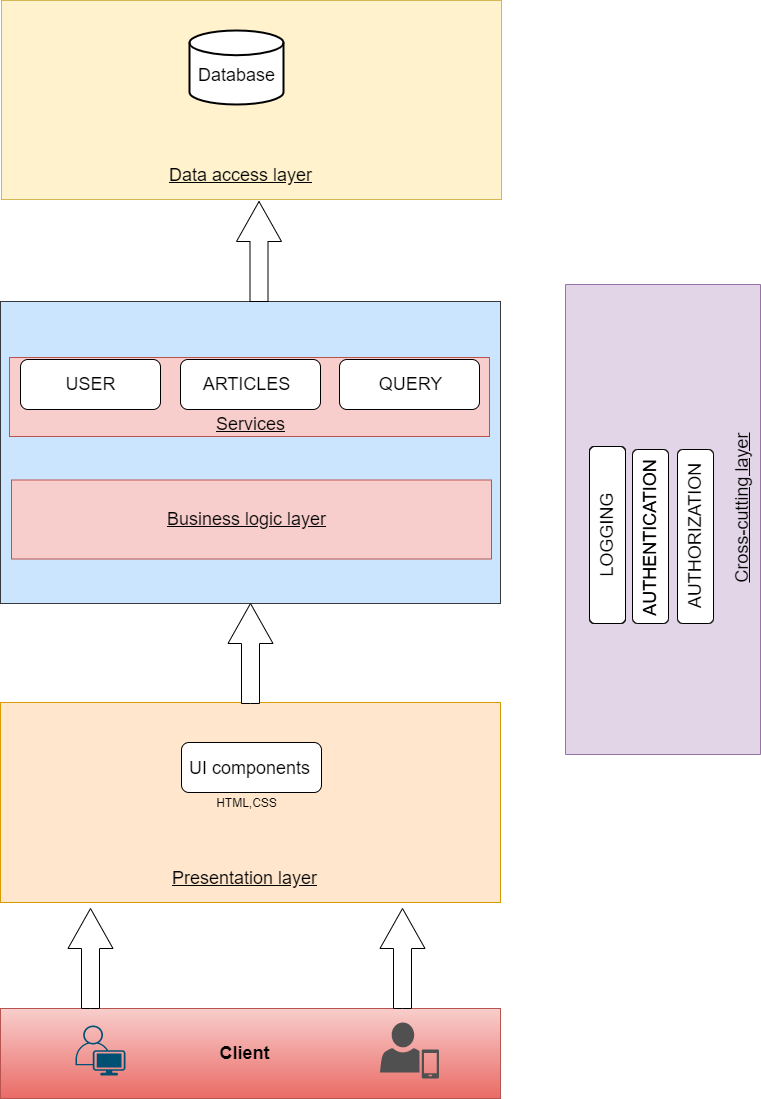 Database
Data access layer
USER
ARTICLES
QUERY
Services
Business logic layer
LOGGING
AUTHENTICATION
AUTHORIZATION
Cross-cutting layer
UI components
HTML,CSS
Presentation layer
Client